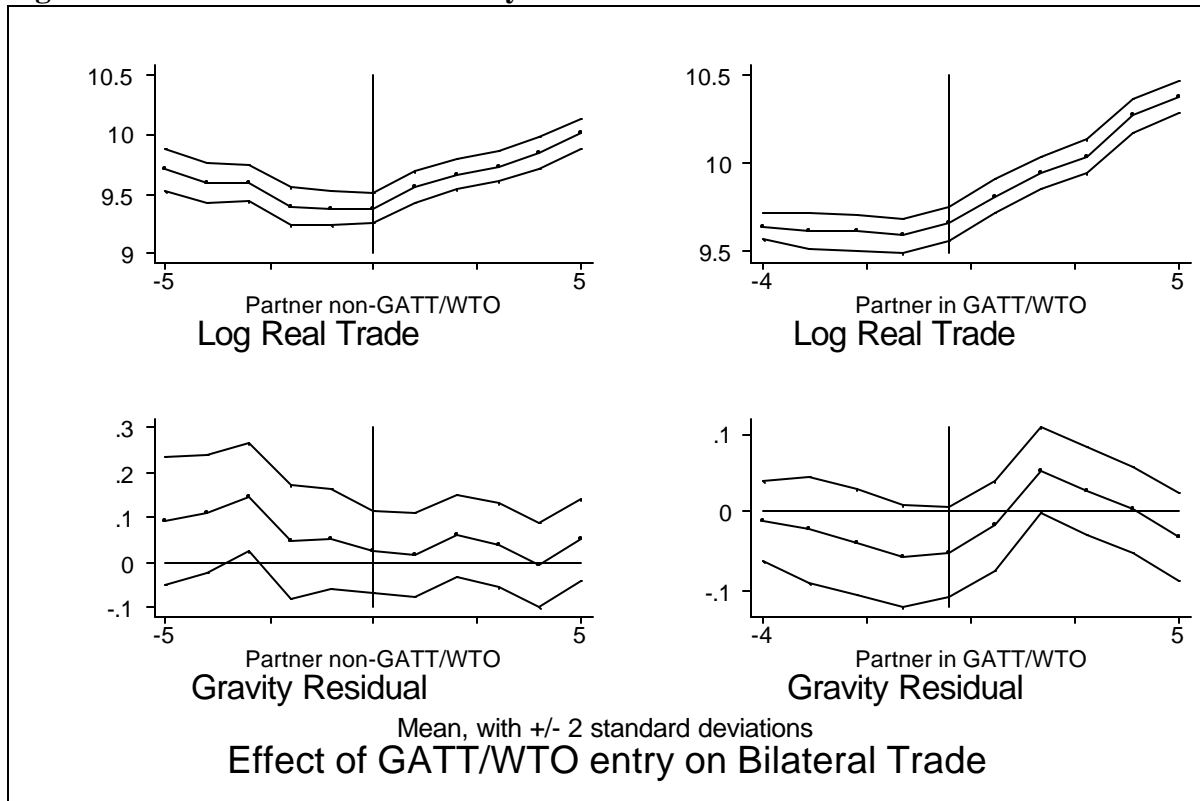 10.5
10
9.5
9
-5 5
Partner non-GATT/WTO
Log Real Trade
10.5
10
9.5
-4 5
Partner in GATT/WTO
Log Real Trade
.3
.2
.1
0
-.1
-5 5
Partner non-GATT/WTO
Gravity Residual
.1
0
-.1
-4 5
Partner in GATT/WTO
Gravity Residual
Mean, with +/- 2 standard deviations
Effect of GATT/WTO entry on Bilateral Trade